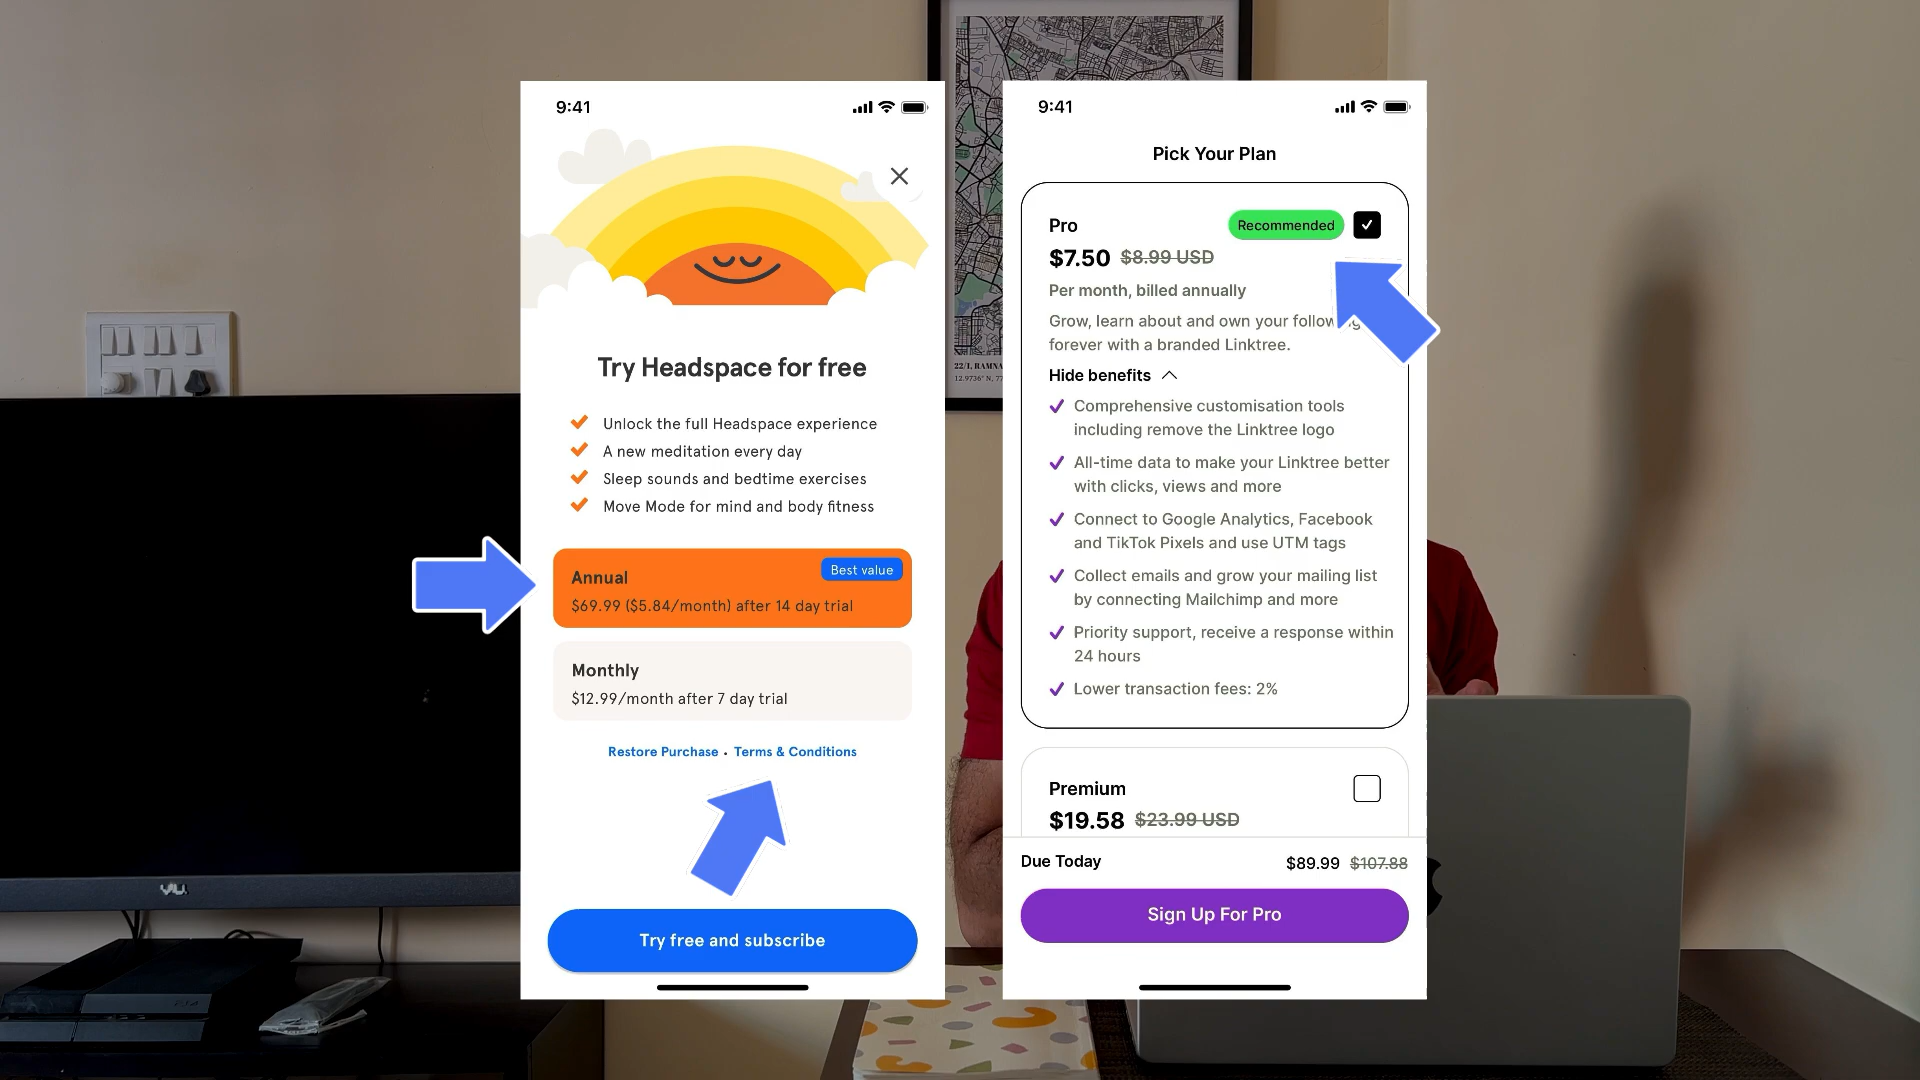 9:41
Try Headspace for free
Unlock the full Headspace experience
A new meditation every day
Sleep sounds and bedtime exercises
Move Mode for mind and body fitness
Annual
Best value
$69.99 ($5.84/month) after 14 day trial
Monthly
$12.99/month after 7 day trial
Restore Purchase • Terms & Conditions
Try free and subscribe
9:41
Pick Your Plan
Pro
Recommended
$7.50 $8.99 USD
Per month, billed annually
Grow, learn about and own your
forever with a branded Linktree.
Hide benefits
Comprehensive customisation tools
including remove the Linktree logo
All-time data to make your Linktree better
with clicks, views and more
Connect to Google Analytics, Facebook
and TikTok Pixels and use UTM tags
Collect emails and grow your mailing list
by connecting Mailchimp and more
Priority support, receive a response within
24 hours
Lower transaction fees: 2%
Premium
$19.58 $23.99 USD
Due Today
$89.99 $107.88
Sign Up For Pro
22/1,
12.9736° N,
VU
PS4